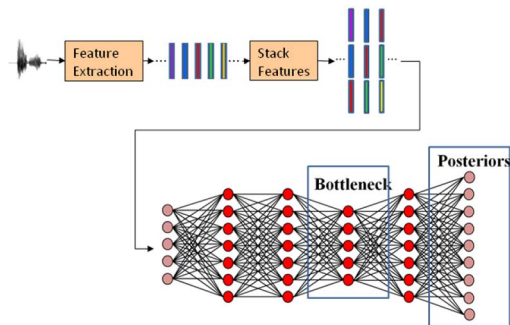 Feature
Extraction
Stack
Features
Bottleneck
Posteriors